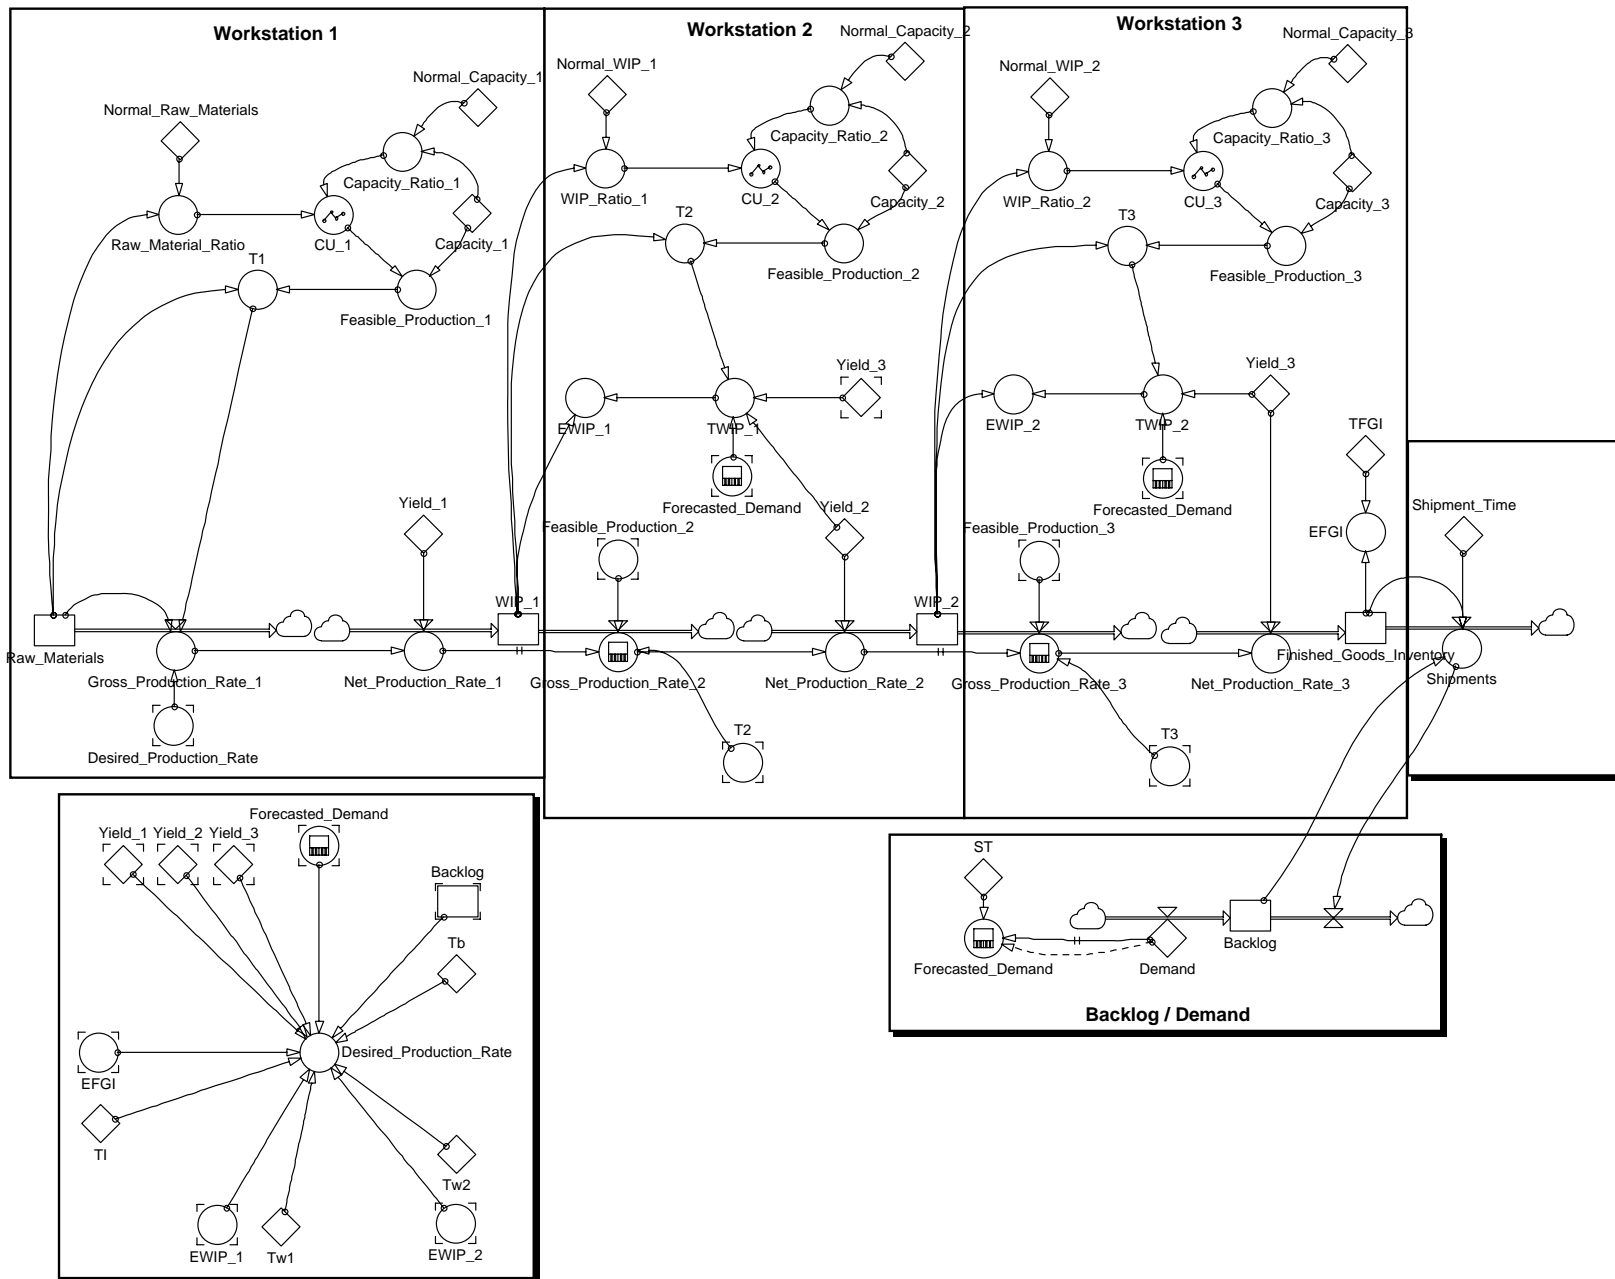 Workstation 1
Normal_Capacity_1
Normal_Raw_Materials
Capacity_Ratio_1
Raw_Material_Ratio
CU_1
Capacity_1
T1
Feasible_Production_1
Yield_1
Raw_Materials
Gross_Production_Rate_1
Net_Production_Rate_1
Desired_Production_Rate
Workstation 2
Normal_Capacity_2
Normal_WIP_1
Capacity_Ratio_2
WIP_Ratio_1
CU_2
Capacity_2
T2
Feasible_Production_2
Yield_3
EWIP_1
TWIP_1
Forecasted_Demand
Yield_2
Feasible_Production_2
WIP_1
Gross_Production_Rate_2
Net_Production_Rate_2
T2
Workstation 3
Normal_Capacity_3
Normal_WIP_2
Capacity_Ratio_3
WIP_Ratio_2
CU_3
Capacity_3
T3
Feasible_Production_3
Yield_3
EWIP_2
TWIP_2
TFGI
Forecasted_Demand
Feasible_Production_3
EFGI
WIP_2
Gross_Production_Rate_3
Net_Production_Rate_3
Finished_Goods_Inventory
T3
Shipment_Time
Shipments
Forecasted_Demand
Yield_1
Yield_2
Yield_3
Backlog
Tb
Desired_Production_Rate
EFGI
TI
Tw2
EWIP_1
Tw1
EWIP_2
ST
Forecasted_Demand
Demand
Backlog
Backlog / Demand